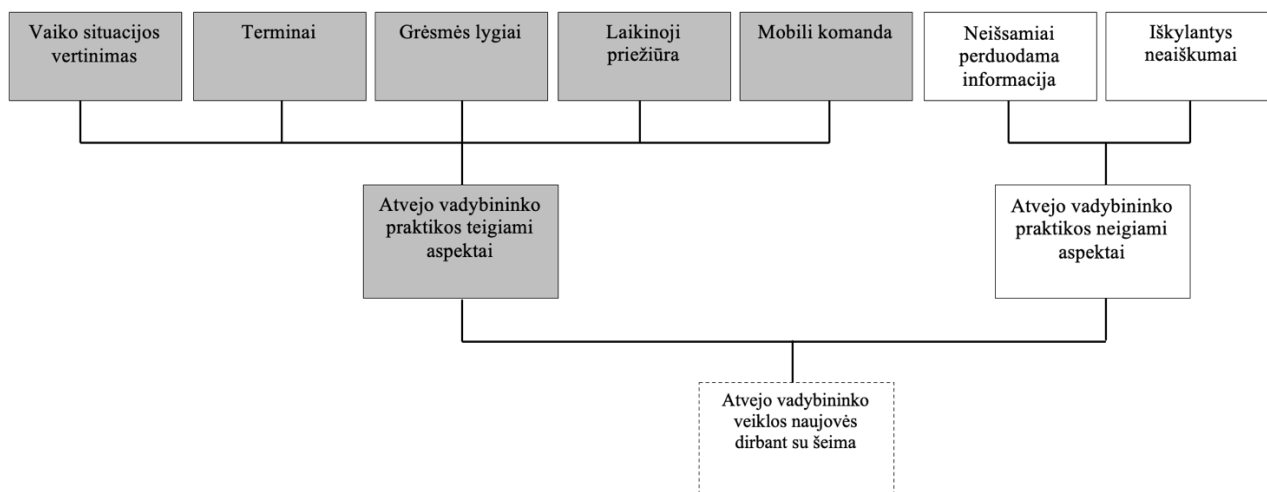 Vaiko situacijos
vertinimas
Terminai
Grėsmės lygiai
Laikinoji
priežiūra
Mobili komanda
Neišsamiai
perduodama
informacija
Iškylantys
neaiškumai
Atvejo vadybininko
praktikos teigiami
aspektai
Atvejo vadybininko
praktikos neigiami
aspektai
Atvejo vadybininko
veiklos naujovės
dirbant su šeima